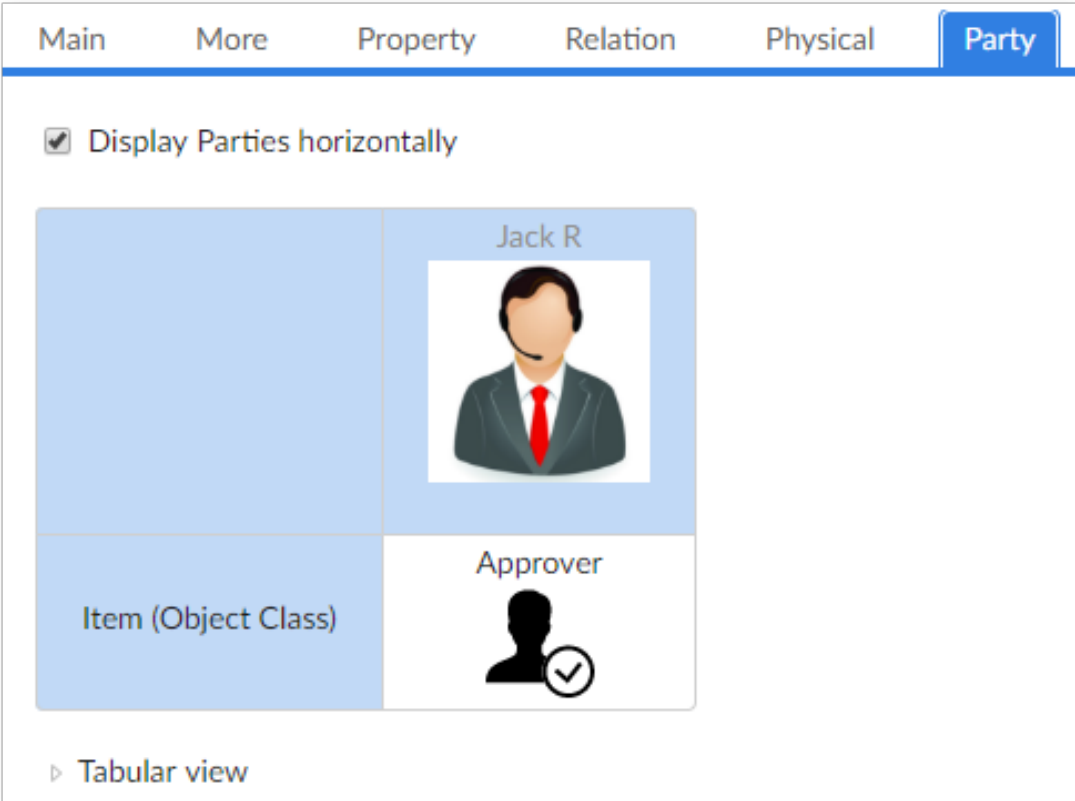 Main More Property Relation Physical Party
Display Parties horizontally
Jack R
Approver
Item (Object Class)
Tabular view